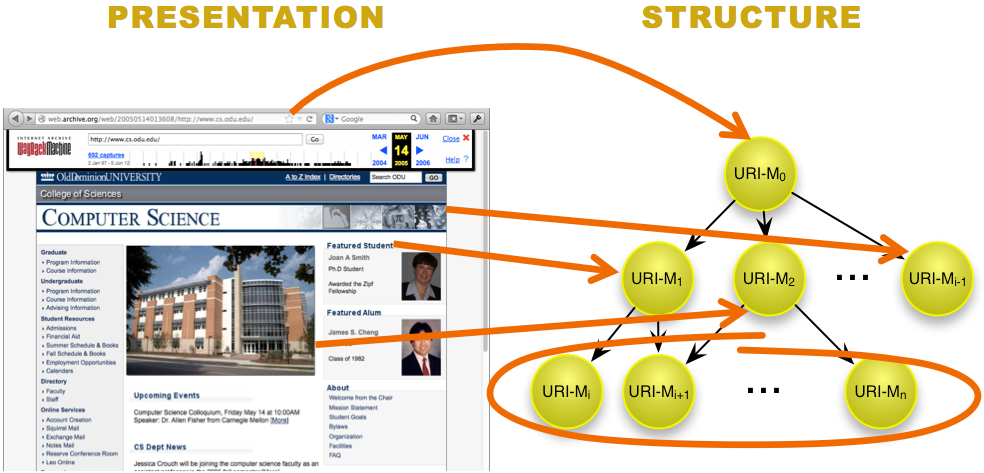 PRESENTATION
STRUCTURE
web.archive.org/web/20050514013608/http://www.cs.odu.edu/
Google
INTERNET ARCHIVE
WayBackMachine
http://www.cs.odu.edu/
Go
692 captures
2 Jan 97 - 5 Jun 12
MAR MAY JUN
14
2004 2005 2006
Close
Help ?
OldDominionUNIVERSITY
A to Z Index | Directories
Search ODU
GO
College of Sciences
COMPUTER SCIENCE
Graduate
Program Information
Course Information
Undergraduate
Program Information
Course Information
Advising Information
Student Resources
Admissions
Financial Aid
Summer Schedule & Books
Fall Schedule & Books
Employment Opportunities
Calendars
Directory
Faculty
Staff
Online Services
Account Creation
Squirrel Mail
Exchange Mail
Notes Mail
Reserve Conference Room
Leo Online
Upcoming Events
Computer Science Colloquium, Friday May 14 at 10:00AM
Speaker: Dr. Allen Fisher from Carnegie Mellon [More]
CS Dept News
Jessica Crouch will be joining the computer science faculty as an
Featured Student
Joan A Smith
Ph.D Student
Awarded the Zipf
Fellowship
Featured Alum
James S. Cheng
Class of 1982
About
Welcome from the Chair
Mission Statement
Student Goals
Bylaws
Organization
Facilities
FAQ
URI-M0
URI-M1
URI-M2
...
URI-Mi-1
URI-Mi
URI-Mi+1
...
URI-Mn